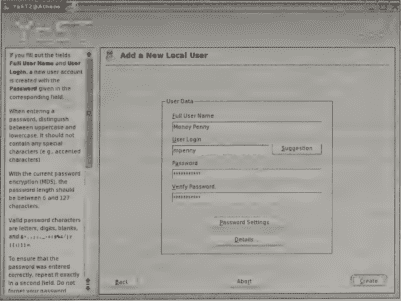 YaST2@Athene
YaST
If you fill out the fields
Full User Name and User
Login, a new user account
is created with the
Password given in the
corresponding field.
When entering a
password, distinguish
between uppercase and
lowercase. It should not
contain any special
characters (e.g., accented
characters)
With the current password
encryption (MD5), the
password length should
be between 5 and 127
characters.
Valid password characters
are letters, digits, blanks,
and
To ensure that the
password was entered
correctly, repeat it exactly
in a second field. Do not
forget your password
Add a New Local User
User Data
Full User Name
Money Penny
User Login
mpenny
Suggestion
Password
Verify Password
Password Settings...
Details...
Back
Abort
Create